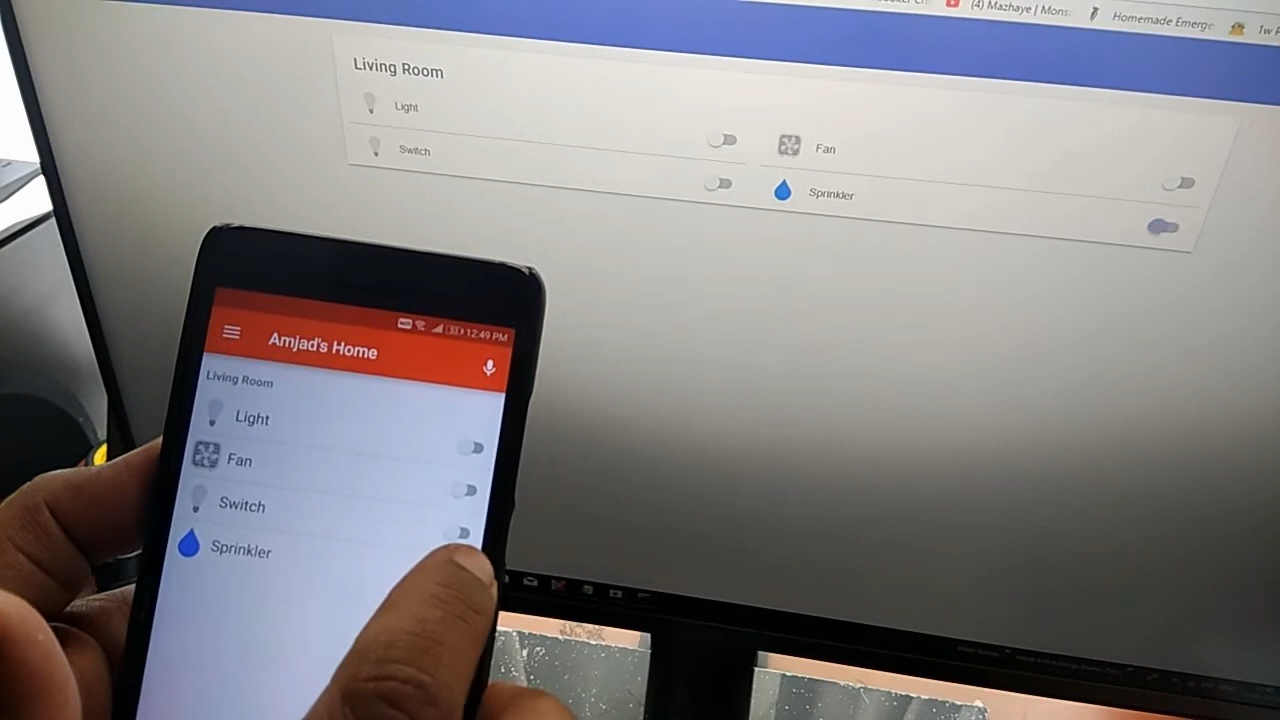 (4) Mazhaye | Mons
Homemade Emerge
1w
Living Room
Light
Fan
Switch
Sprinkler
12:49 PM
Amjad's Home
Living Room
Light
Fan
Switch
Sprinkler